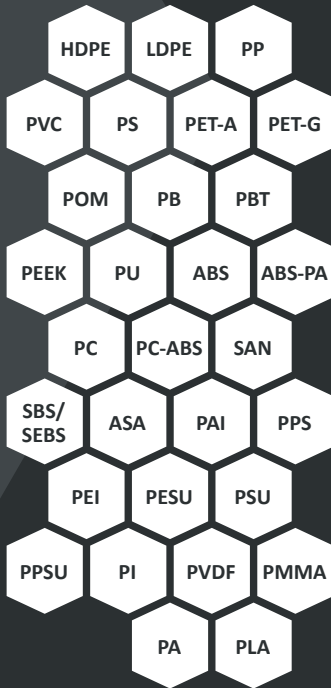 HDPE LDPE PP
PVC PS PET-A PET-G
POM PB PBT
PEEK PU ABS ABS-PA
PC PC-ABS SAN
SBS/
SEBS ASA PAI PPS
PEI PESU PSU
PPSU PI PVDF PMMA
PA PLA